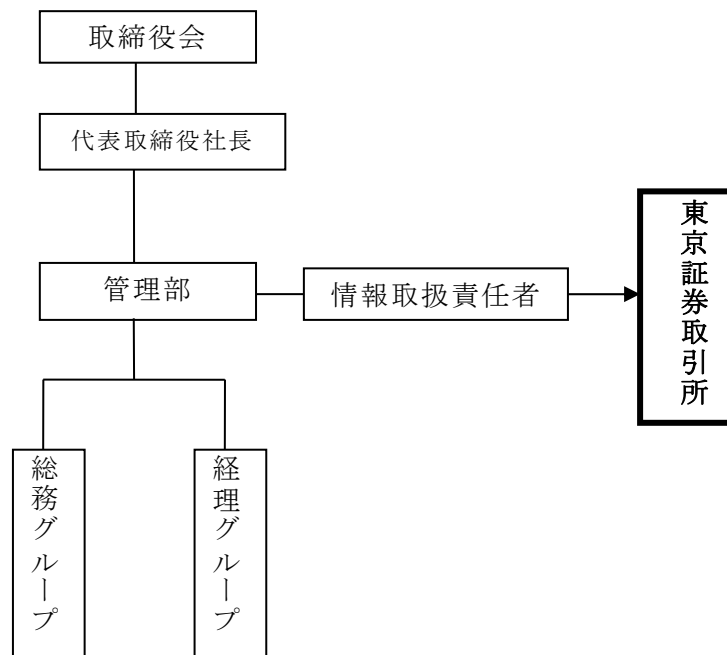 取締役会
代表取締役社長
管理部
情報取扱責任者
東京証券取引所
総務グループ
経理グループ